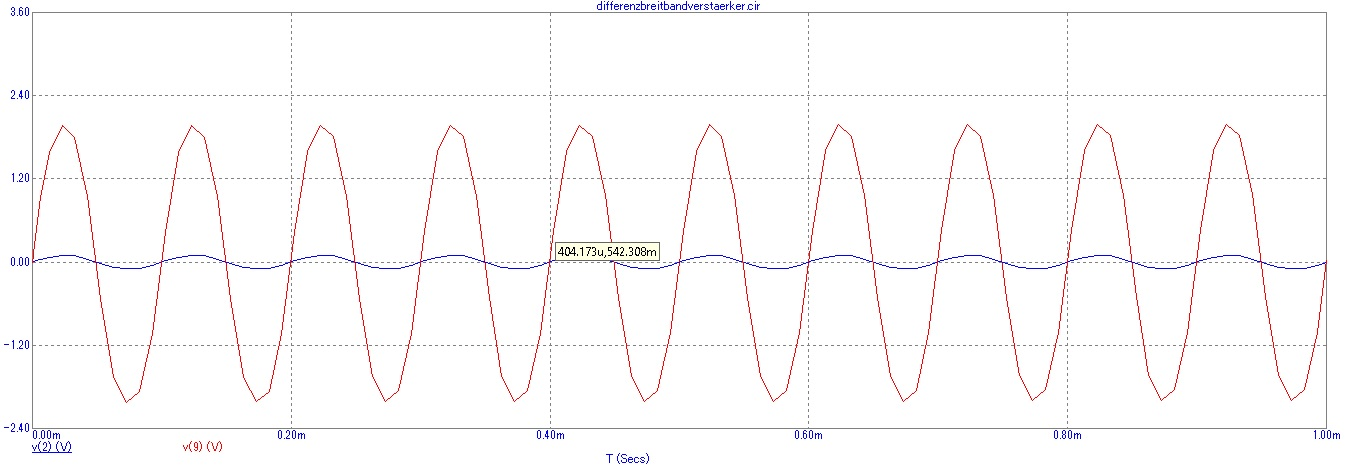 differenzbreitbandverstaerker.cir
3.60
2.40
1.20
404.173u,542.308m
0.00
-1.20
-2.40
0.00m 0.20m 0.40m 0.60m 0.80m 1.00m
v(2) (V) v(9) (V)
T (Secs)